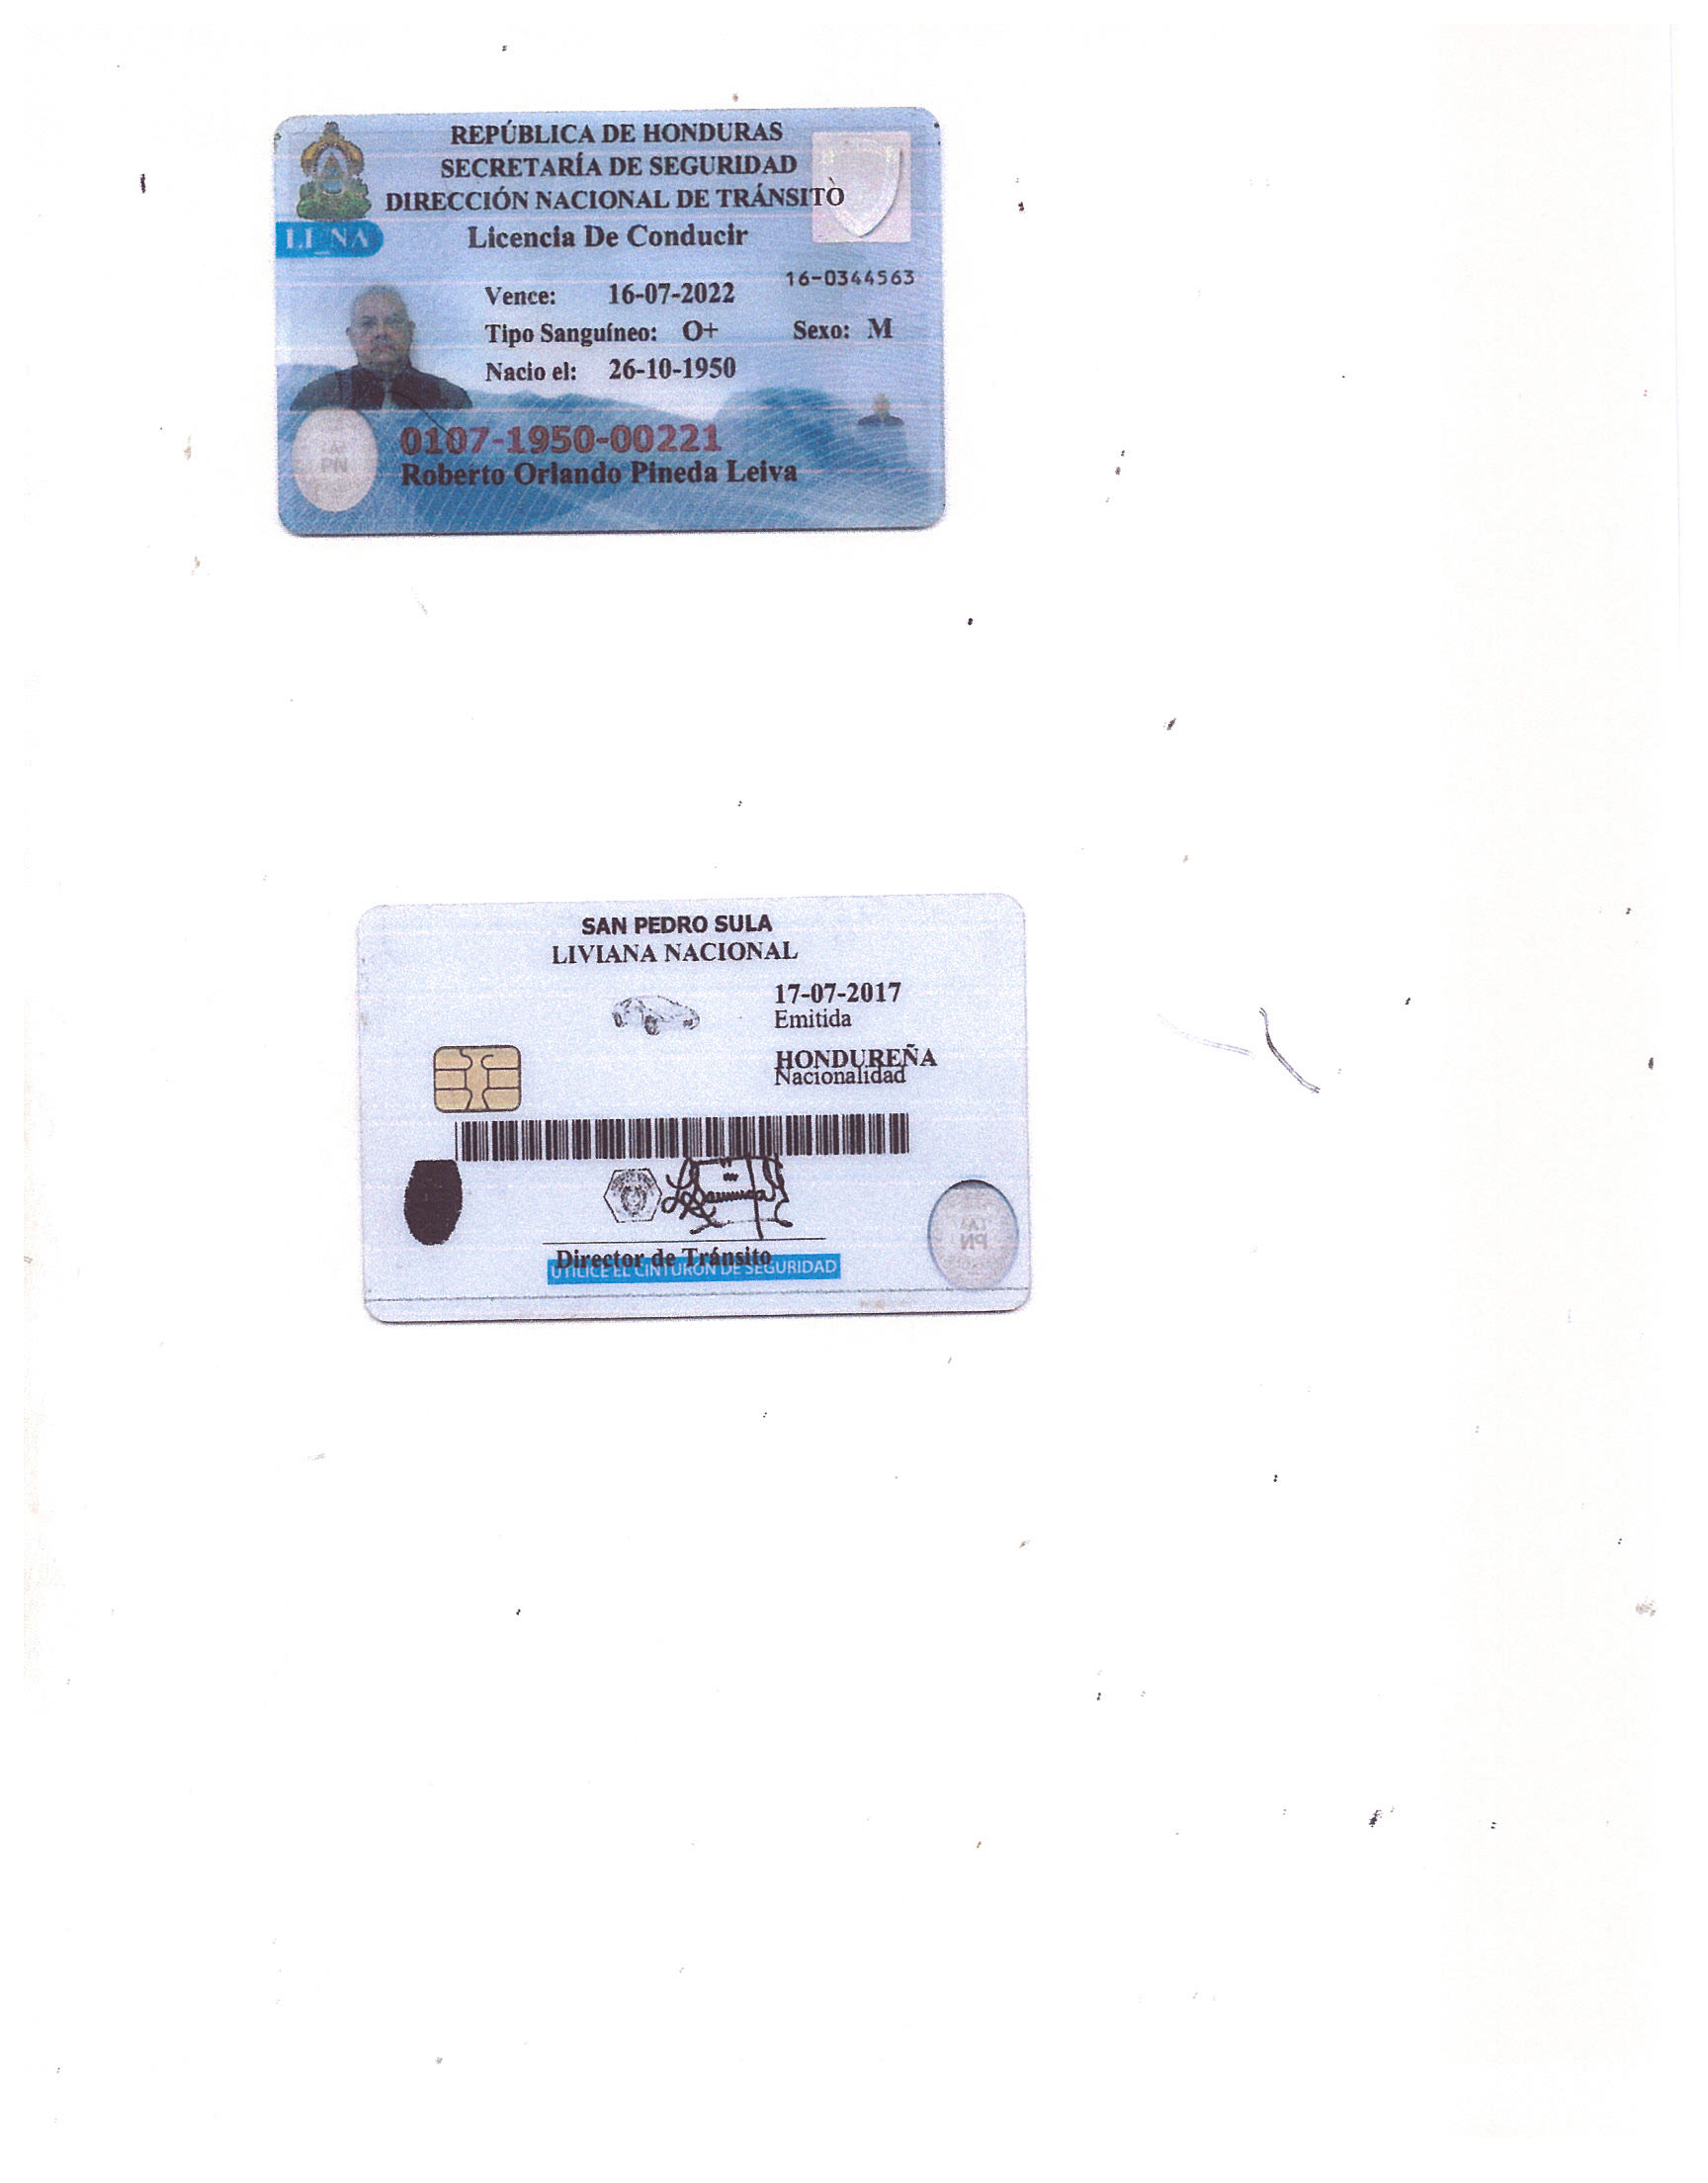 REPÚBLICA DE HONDURAS
SECRETARÍA DE SEGURIDAD
DIRECCIÓN NACIONAL DE TRÁNSITO
LI_NA
Licencia De Conducir
16-0344563
Vence: 16-07-2022
Tipo Sanguíneo: O+ Sexo: M
Nacio el: 26-10-1950
PN
0107-1950-00221
Roberto Orlando Pineda Leiva
SAN PEDRO SULA
LIVIANA NACIONAL
17-07-2017
Emitida
HONDUREÑA
Nacionalidad
Director de Tránsito
UTILICE EL CINTURON DE SEGURIDAD